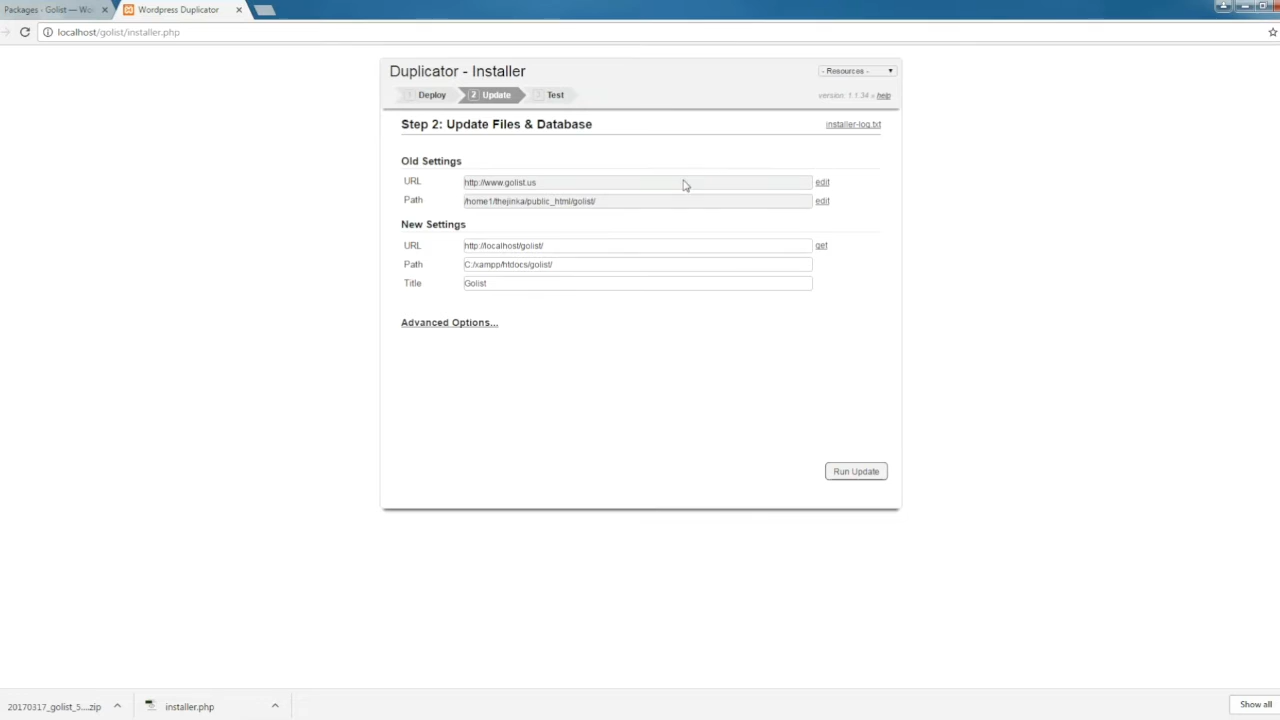 Packages - Golist — Wo
Wordpress Duplicator
localhost/golist/installer.php
Duplicator - Installer
- Resources -
1 Deploy
2 Update
Test
version: 1.1.34 » help
Step 2: Update Files & Database
installer-log.txt
Old Settings
URL
http://www.golist.us
edit
Path
/home1/thejinka/public_html/golist/
edit
New Settings
URL
http://localhost/golist/
get
Path
C:/xampp/htdocs/golist/
Title
Golist
Advanced Options...
Run Update
20170317_golist_5....zip
installer.php
Show all